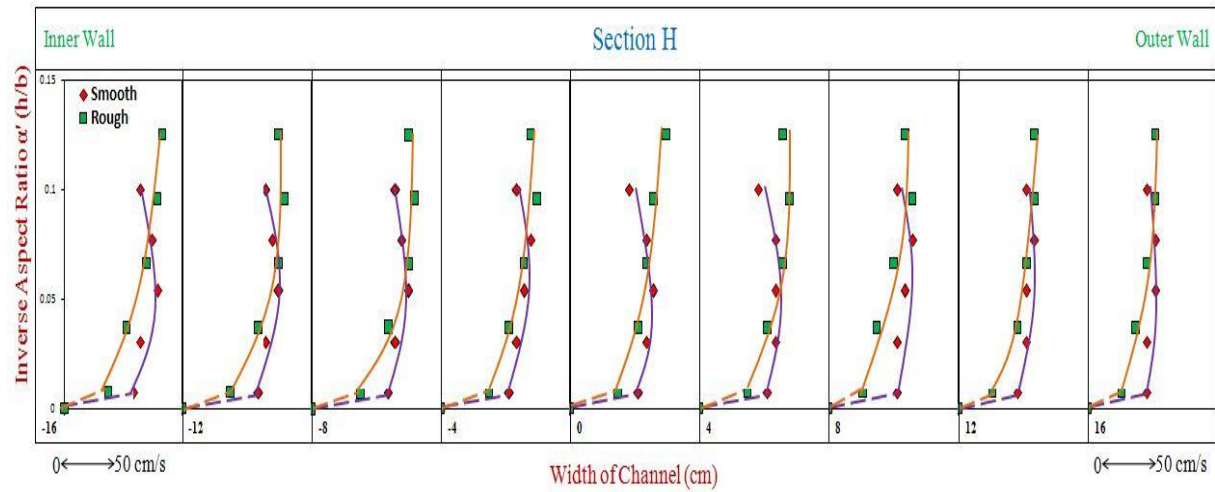 Inner Wall
Section H
Outer Wall
Inverse Aspect Ratio α' (h/b)
0.15
0.1
0.05
0
Smooth
Rough
-16
-12
-8
-4
0
4
8
12
16
0 50 cm/s
Width of Channel (cm)
0 50 cm/s